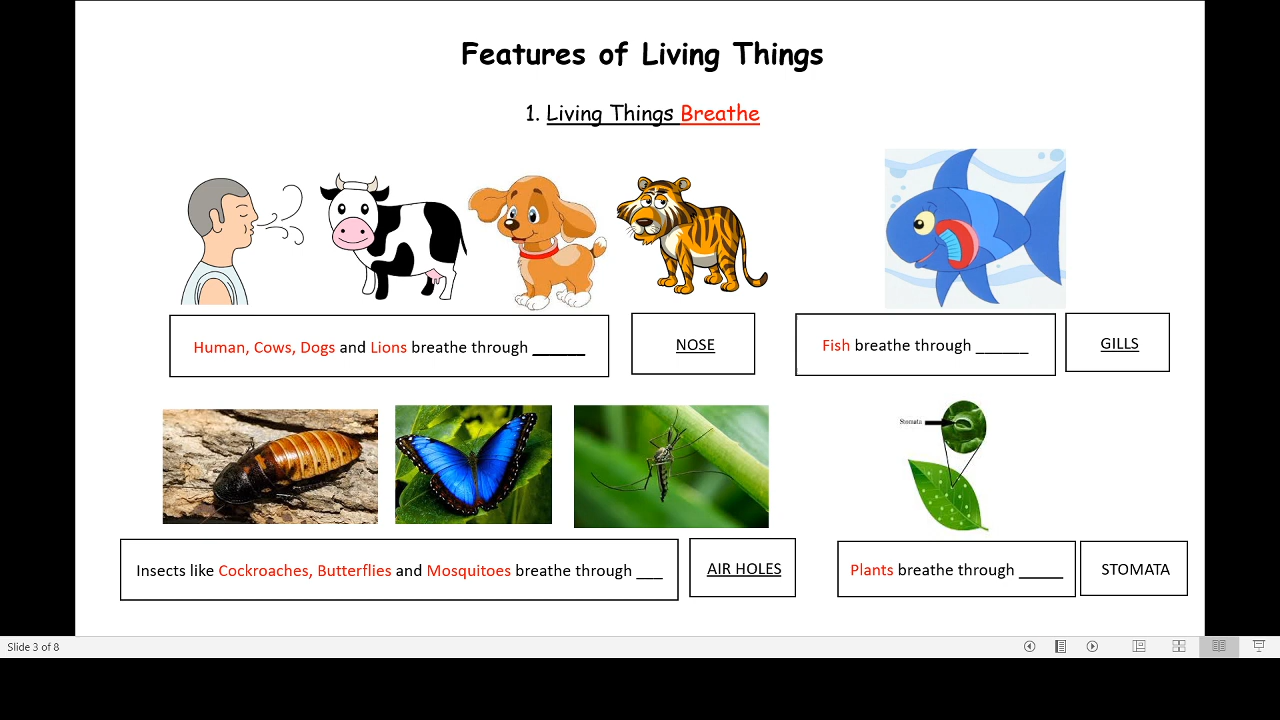 Features of Living Things
1. Living Things Breathe
Human, Cows, Dogs and Lions breathe through ______
NOSE
Fish breathe through ______
GILLS
Stomata
Insects like Cockroaches, Butterflies and Mosquitoes breathe through ___
AIR HOLES
Plants breathe through _____
STOMATA
Slide 3 of 8